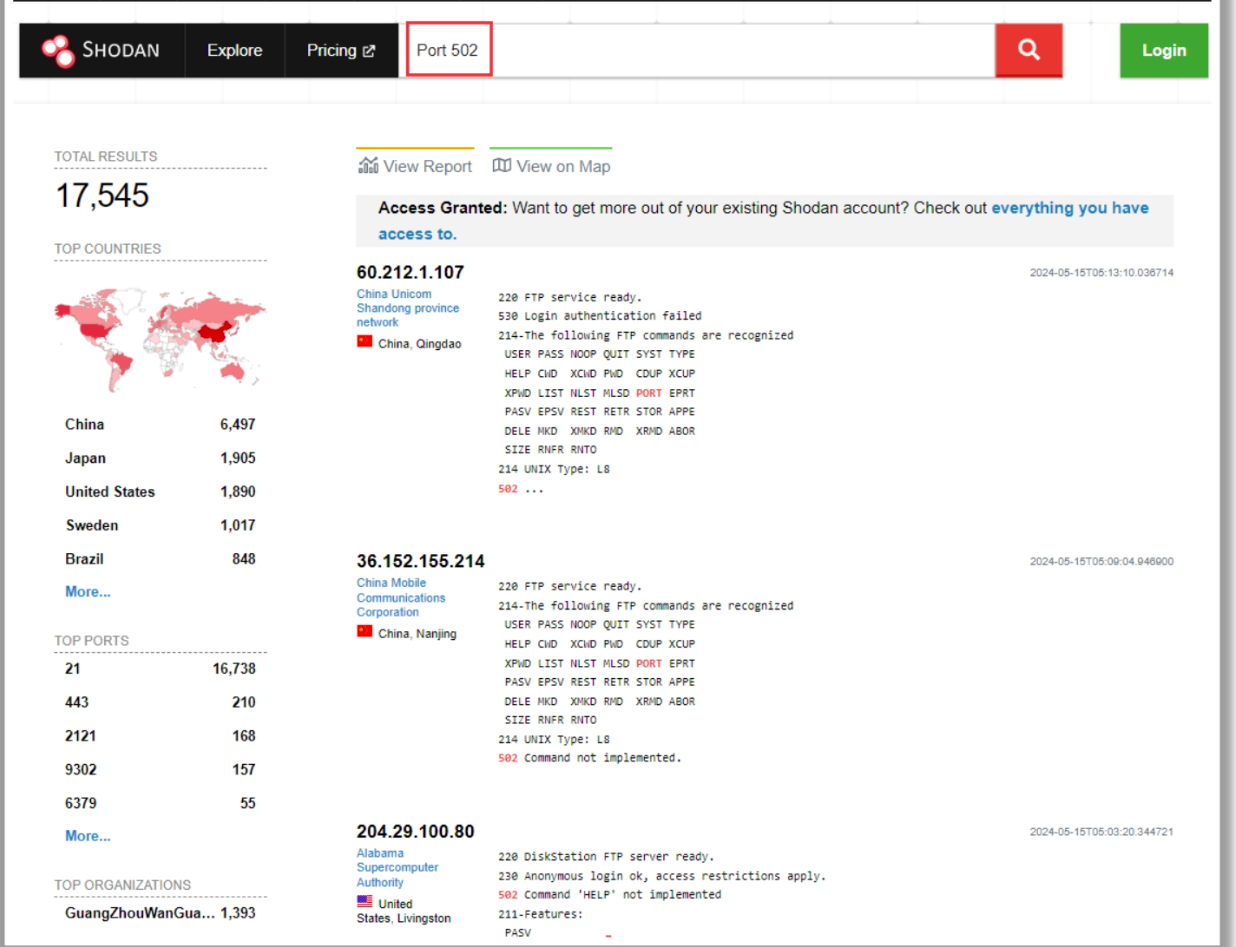 SHODAN Explore Pricing Port 502 Login
TOTAL RESULTS
17,545
TOP COUNTRIES
China 6,497
Japan 1,905
United States 1,890
Sweden 1,017
Brazil 848
More...
TOP PORTS
21 16,738
443 210
2121 168
9302 157
6379 55
More...
TOP ORGANIZATIONS
GuangZhouWanGua... 1,393
View Report View on Map
Access Granted: Want to get more out of your existing Shodan account? Check out everything you have
access to.
60.212.1.107
2024-05-15T05:13:10.036714
China Unicom
Shandong province
network
China, Qingdao
220 FTP service ready.
530 Login authentication failed
214-The following FTP commands are recognized
USER PASS NOOP QUIT SYST TYPE
HELP CWD XCWD PWD CDUP XCUP
XPWD LIST NLST MLSD PORT EPRT
PASV EPSV REST RETR STOR APPE
DELE MKD XMKD RMD XRMD ABOR
SIZE RNFR RNTO
214 UNIX Type: L8
502 ...
36.152.155.214
2024-05-15T05:09:04.946900
China Mobile
Communications
Corporation
China, Nanjing
220 FTP service ready.
214-The following FTP commands are recognized
USER PASS NOOP QUIT SYST TYPE
HELP CWD XCWD PWD CDUP XCUP
XPWD LIST NLST MLSD PORT EPRT
PASV EPSV REST RETR STOR APPE
DELE MKD XMKD RMD XRMD ABOR
SIZE RNFR RNTO
214 UNIX Type: L8
502 Command not implemented.
204.29.100.80
2024-05-15T05:03:20.344721
Alabama
Supercomputer
Authority
United
States, Livingston
220 DiskStation FTP server ready.
230 Anonymous login ok, access restrictions apply.
502 Command 'HELP' not implemented
211-Features:
PASV